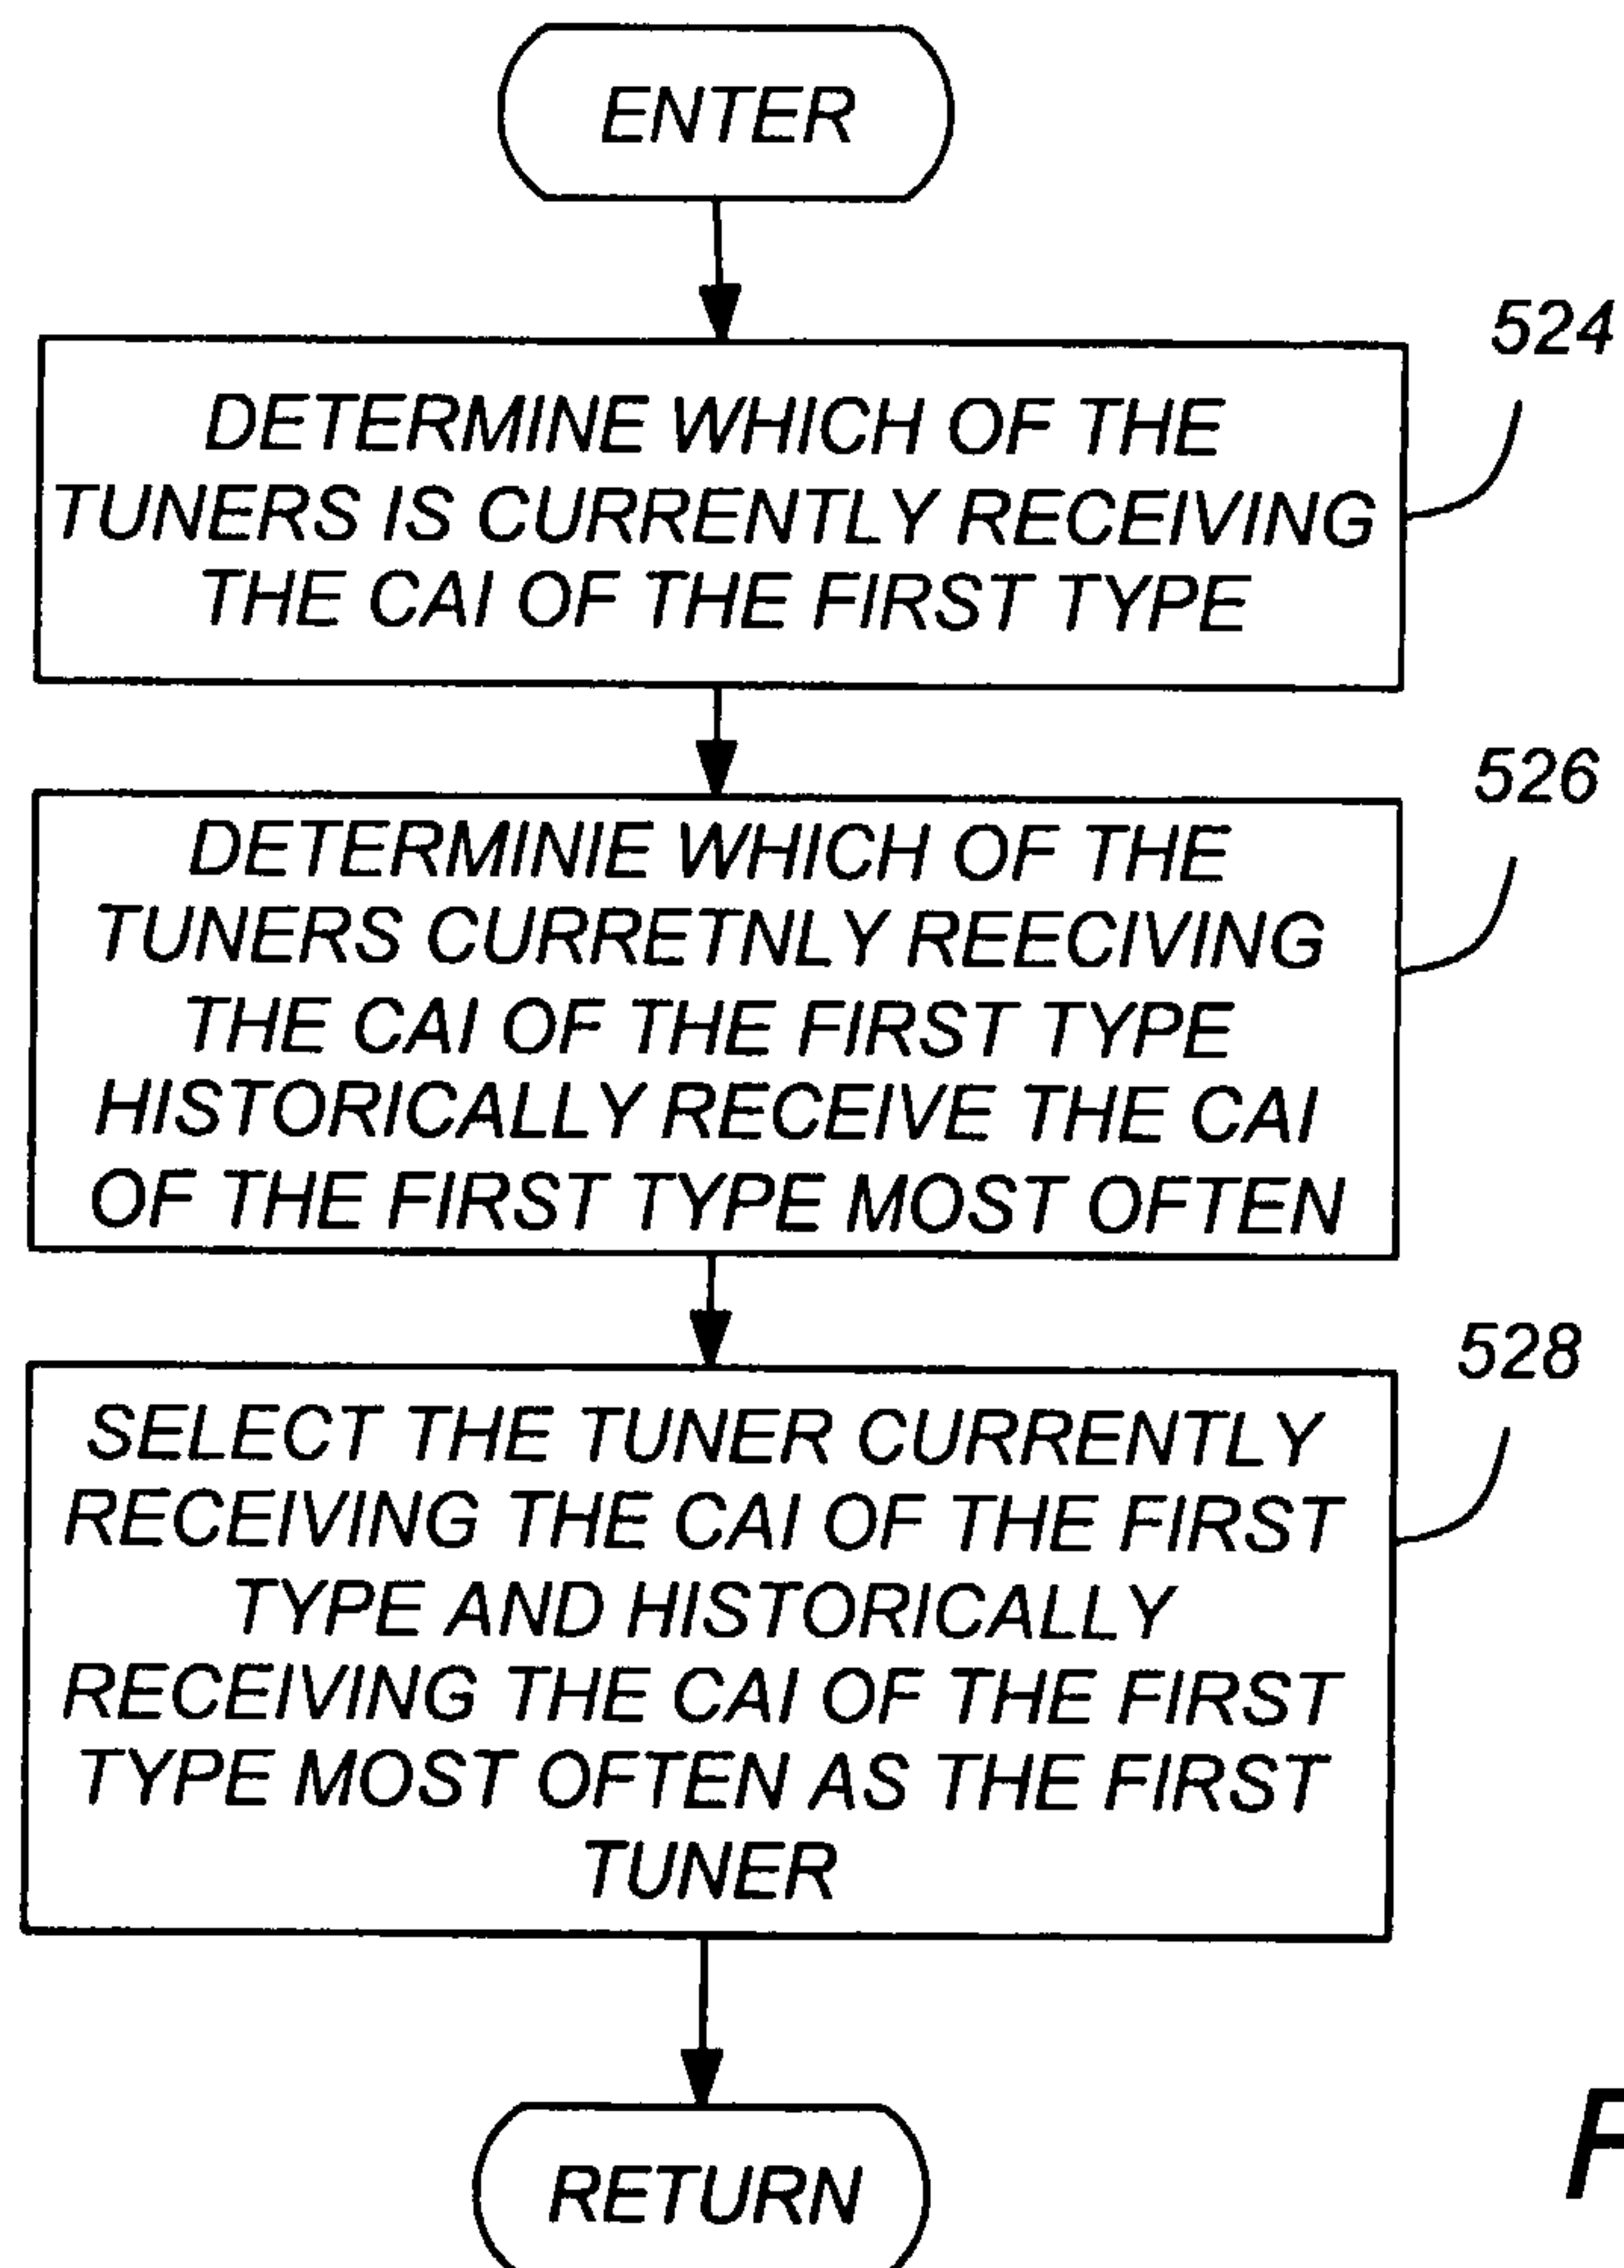 ENTER
524
DETERMINE WHICH OF THE
TUNERS IS CURRENTLY RECEIVING
THE CAI OF THE FIRST TYPE
526
DETERMINIE WHICH OF THE
TUNERS CURRETNLY REECIVING
THE CAI OF THE FIRST TYPE
HISTORICALLY RECEIVE THE CAI
OF THE FIRST TYPE MOST OFTEN
528
SELECT THE TUNER CURRENTLY
RECEIVING THE CAI OF THE FIRST
TYPE AND HISTORICALLY
RECEIVING THE CAI OF THE FIRST
TYPE MOST OFTEN AS THE FIRST
TUNER
RETURN
F